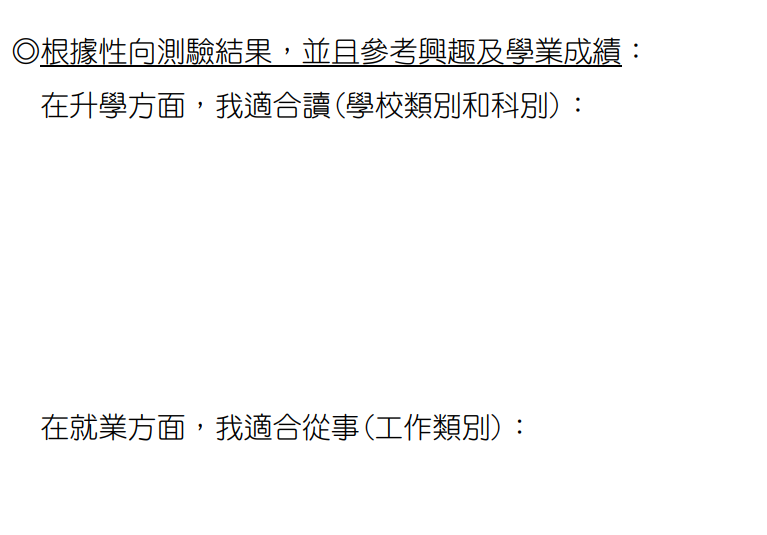 ◎根據性向測驗結果，並且參考興趣及學業成績：
在升學方面，我適合讀(學校類別和科別)：
在就業方面，我適合從事(工作類別)：